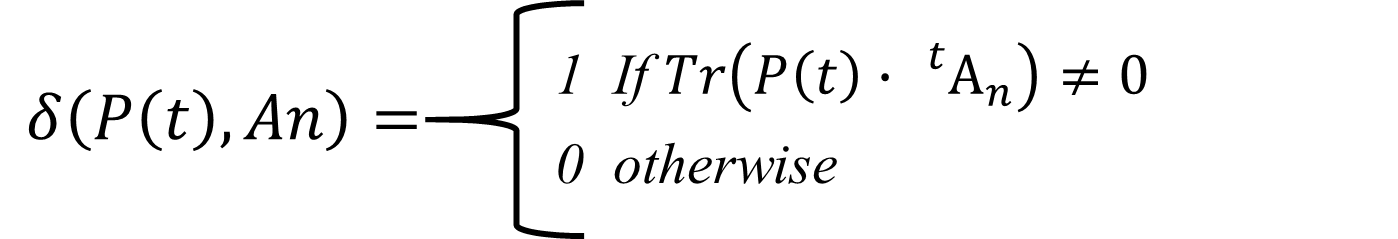 δ(P(t), An) =
1 If Tr(P(t) · ᵗAₙ) ≠ 0
0 otherwise